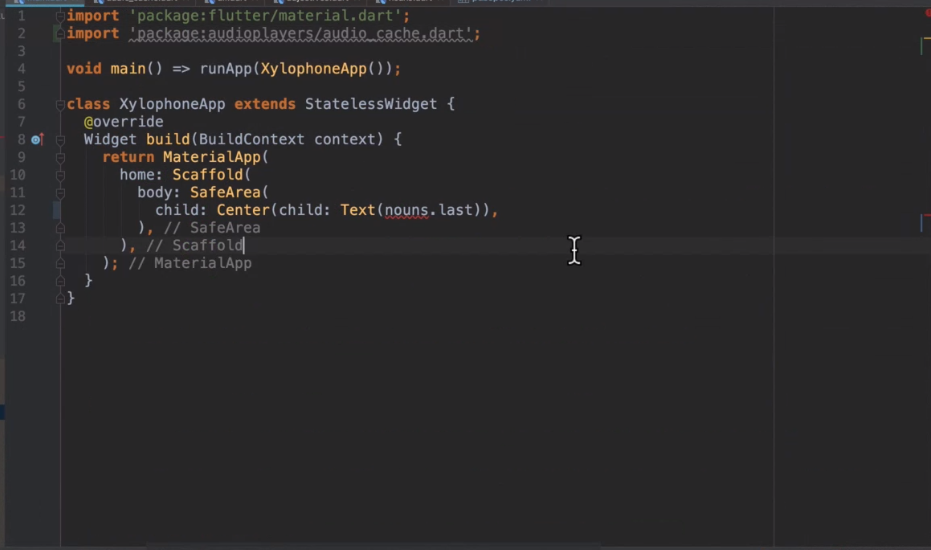 1 import 'package:flutter/material.dart';
2 import 'package:audioplayers/audio_cache.dart';
3
4 void main() => runApp(XylophoneApp());
5
6 class XylophoneApp extends StatelessWidget {
7 @override
8 Widget build(BuildContext context) {
9 return MaterialApp(
10 home: Scaffold(
11 body: SafeArea(
12 child: Center(child: Text(nouns.last)),
13 ), // SafeArea
14 ), // Scaffold
15 ); // MaterialApp
16 }
17 }
18